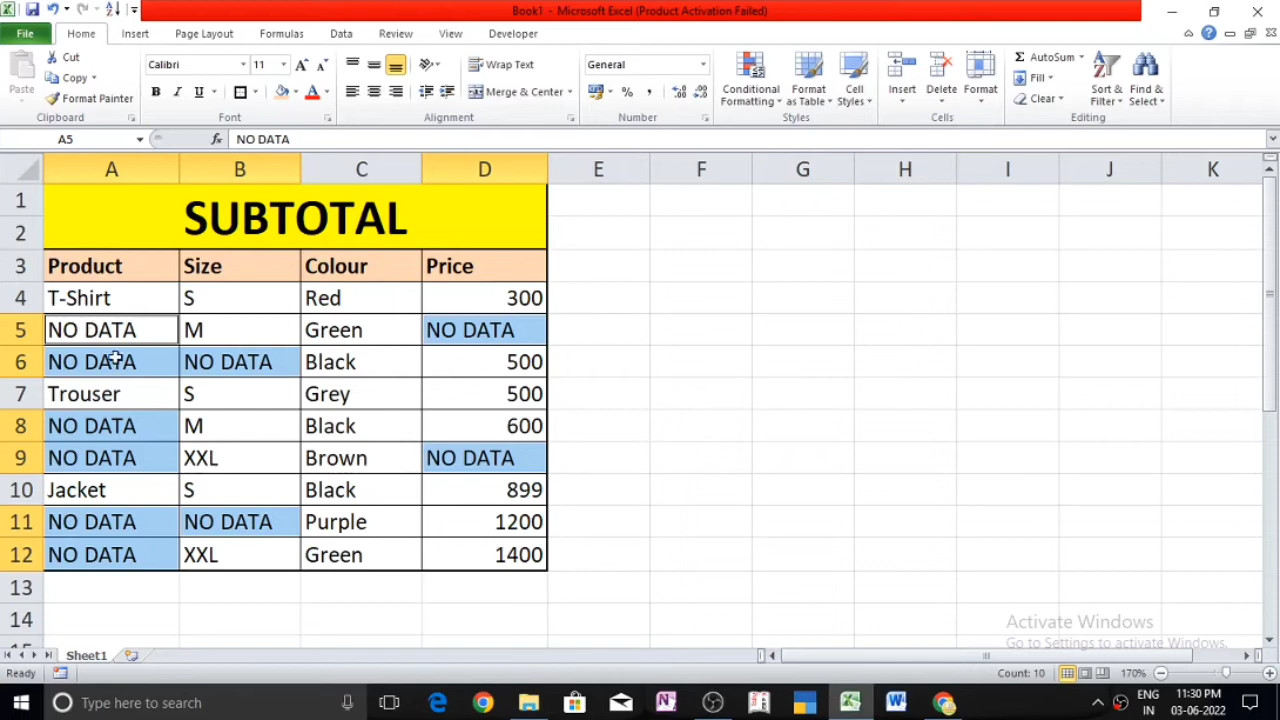 Book1 - Microsoft Excel (Product Activation Failed)
File Home Insert Page Layout Formulas Data Review View Developer
Cut
Copy
Format Painter
Paste
Clipboard
Calibri 11
B I U
Font
Wrap Text
Merge & Center
Alignment
General
%
Number
Conditional Formatting
Format as Table
Cell Styles
Styles
Insert Delete Format
Cells
Σ AutoSum
Fill
Clear
Sort & Filter
Find & Select
Editing
A5 fx NO DATA
A B C D E F G H I J K
1
2 SUBTOTAL
3 Product Size Colour Price
4 T-Shirt S Red 300
5 NO DATA M Green NO DATA
6 NO DATA NO DATA Black 500
7 Trouser S Grey 500
8 NO DATA M Black 600
9 NO DATA XXL Brown NO DATA
10 Jacket S Black 899
11 NO DATA NO DATA Purple 1200
12 NO DATA XXL Green 1400
13
14
Activate Windows
Go to Settings to activate Windows.
Sheet1
Ready Count: 10 170%
Type here to search
ENG
IN
11:30 PM
03-06-2022